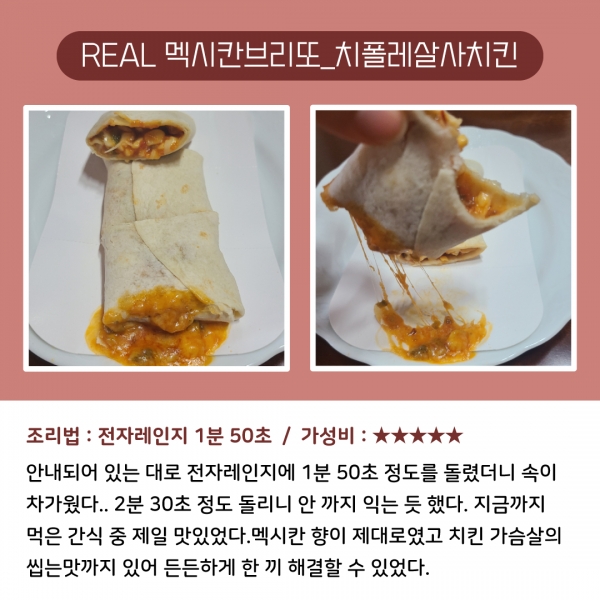 REAL 멕시칸브리또_치폴레살사치킨
조리법 : 전자레인지 1분 50초 / 가성비 : ★★★★★
안내되어 있는 대로 전자레인지에 1분 50초 정도를 돌렸더니 속이
차가웠다.. 2분 30초 정도 돌리니 안 까지 익는 듯 했다. 지금까지
먹은 간식 중 제일 맛있었다.멕시칸 향이 제대로였고 치킨 가슴살의
씹는맛까지 있어 든든하게 한 끼 해결할 수 있었다.